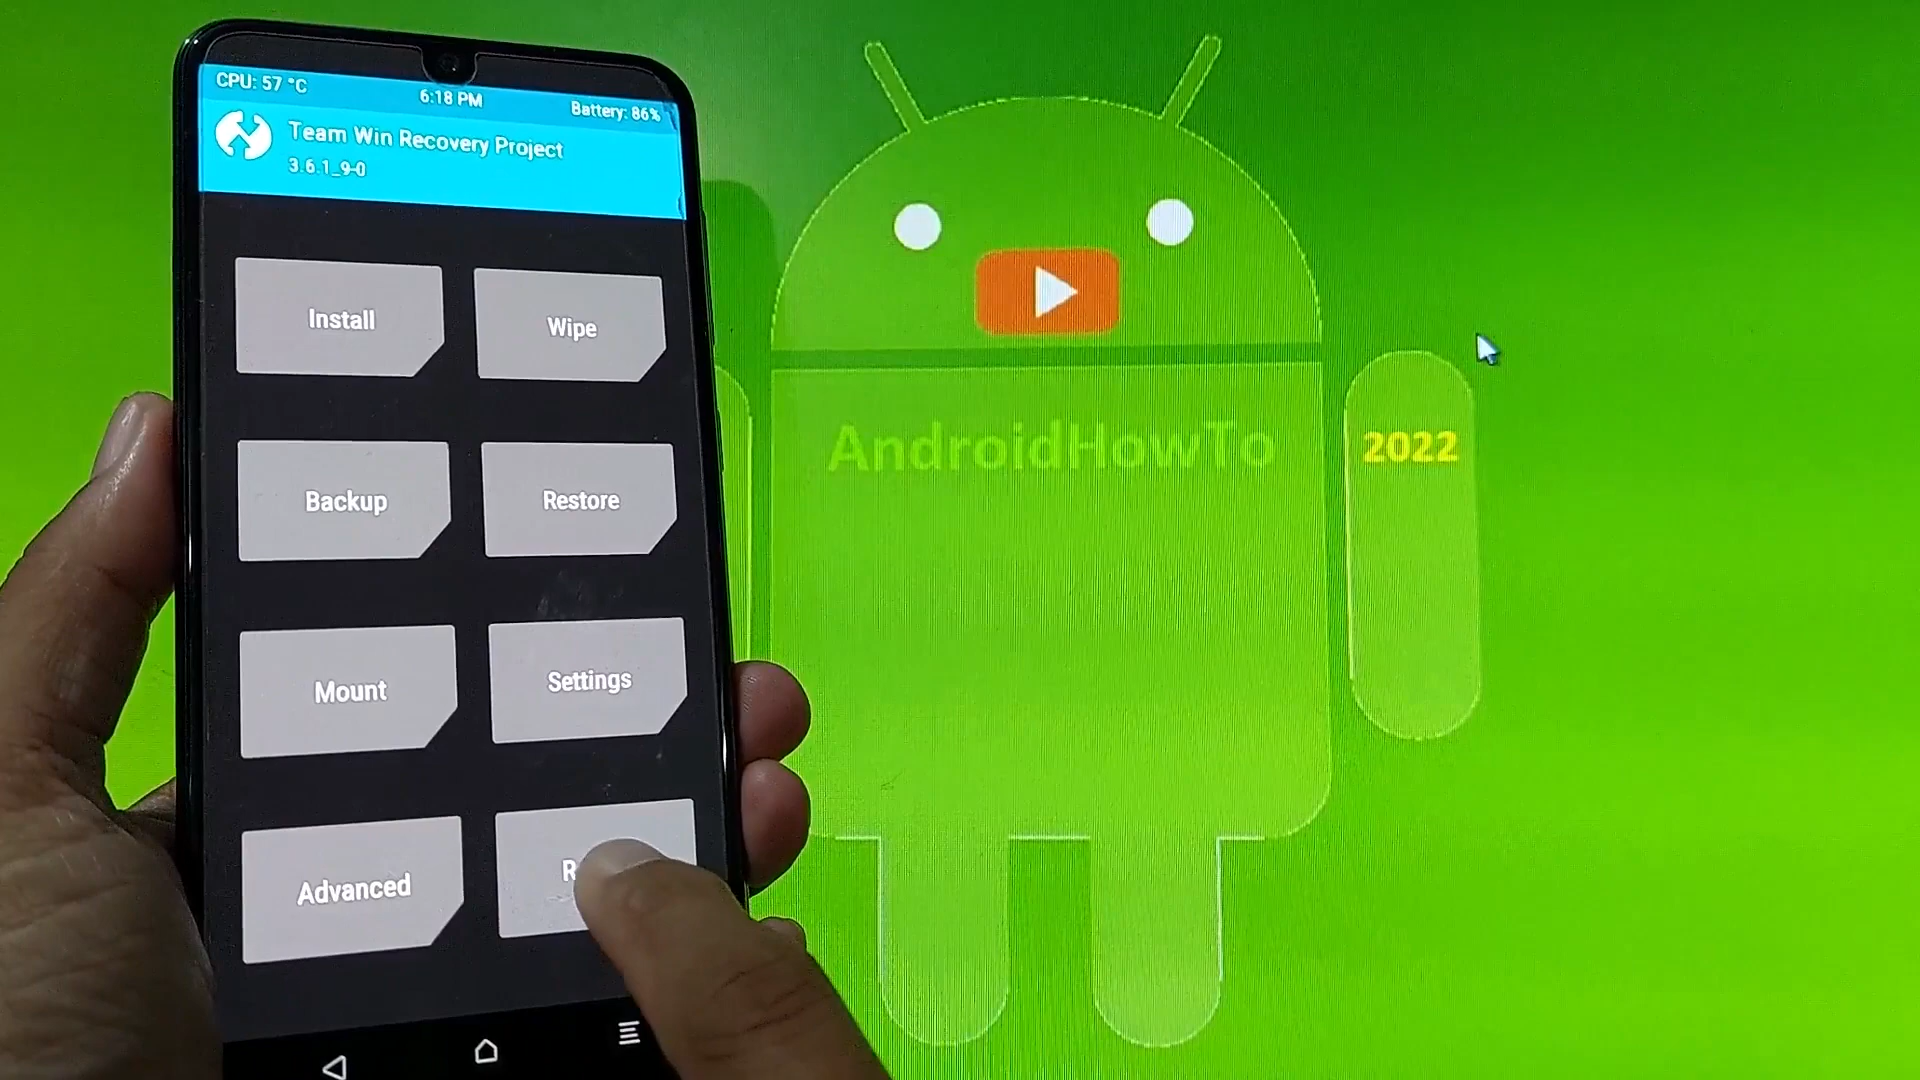 CPU: 57 °C
6:18 PM
Battery: 86%
Team Win Recovery Project
3.6.1_9-0
Install
Wipe
Backup
Restore
Mount
Settings
Advanced
AndroidHowTo
2022